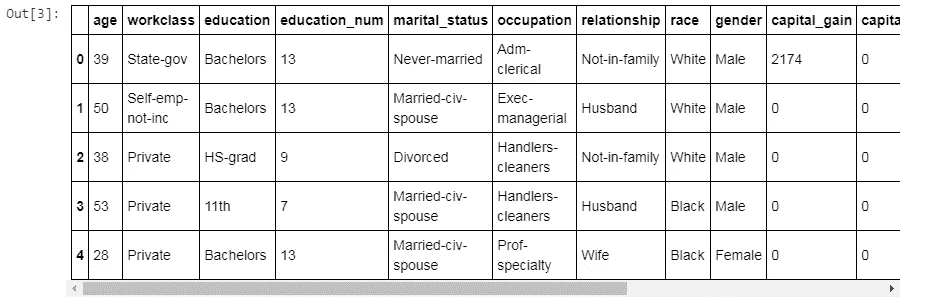 Out[3]:
age workclass education education_num marital_status occupation relationship race gender capital_gain capita
0 39 State-gov Bachelors 13 Never-married Adm-clerical Not-in-family White Male 2174 0
1 50 Self-emp-not-inc Bachelors 13 Married-civ-spouse Exec-managerial Husband White Male 0 0
2 38 Private HS-grad 9 Divorced Handlers-cleaners Not-in-family White Male 0 0
3 53 Private 11th 7 Married-civ-spouse Handlers-cleaners Husband Black Male 0 0
4 28 Private Bachelors 13 Married-civ-spouse Prof-specialty Wife Black Female 0 0